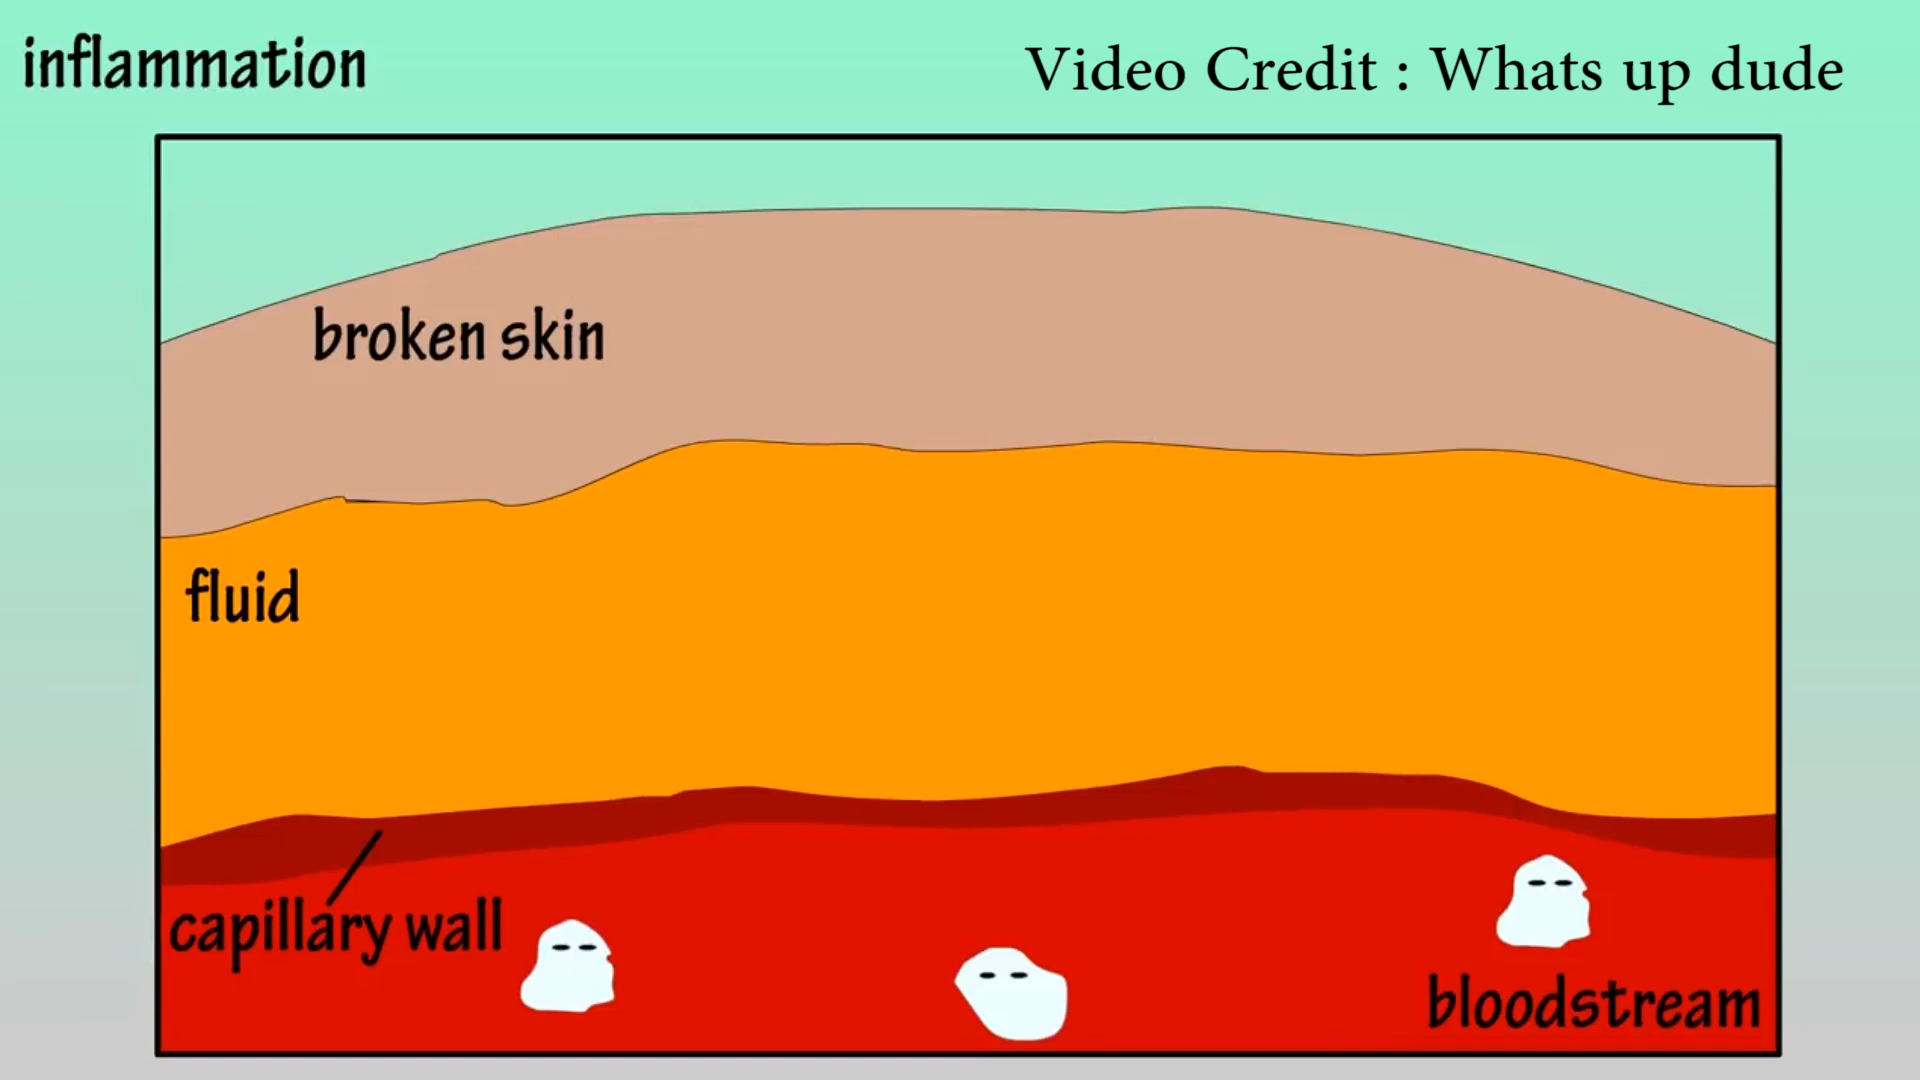 inflammation
Video Credit : Whats up dude
broken skin
fluid
capillary wall
bloodstream